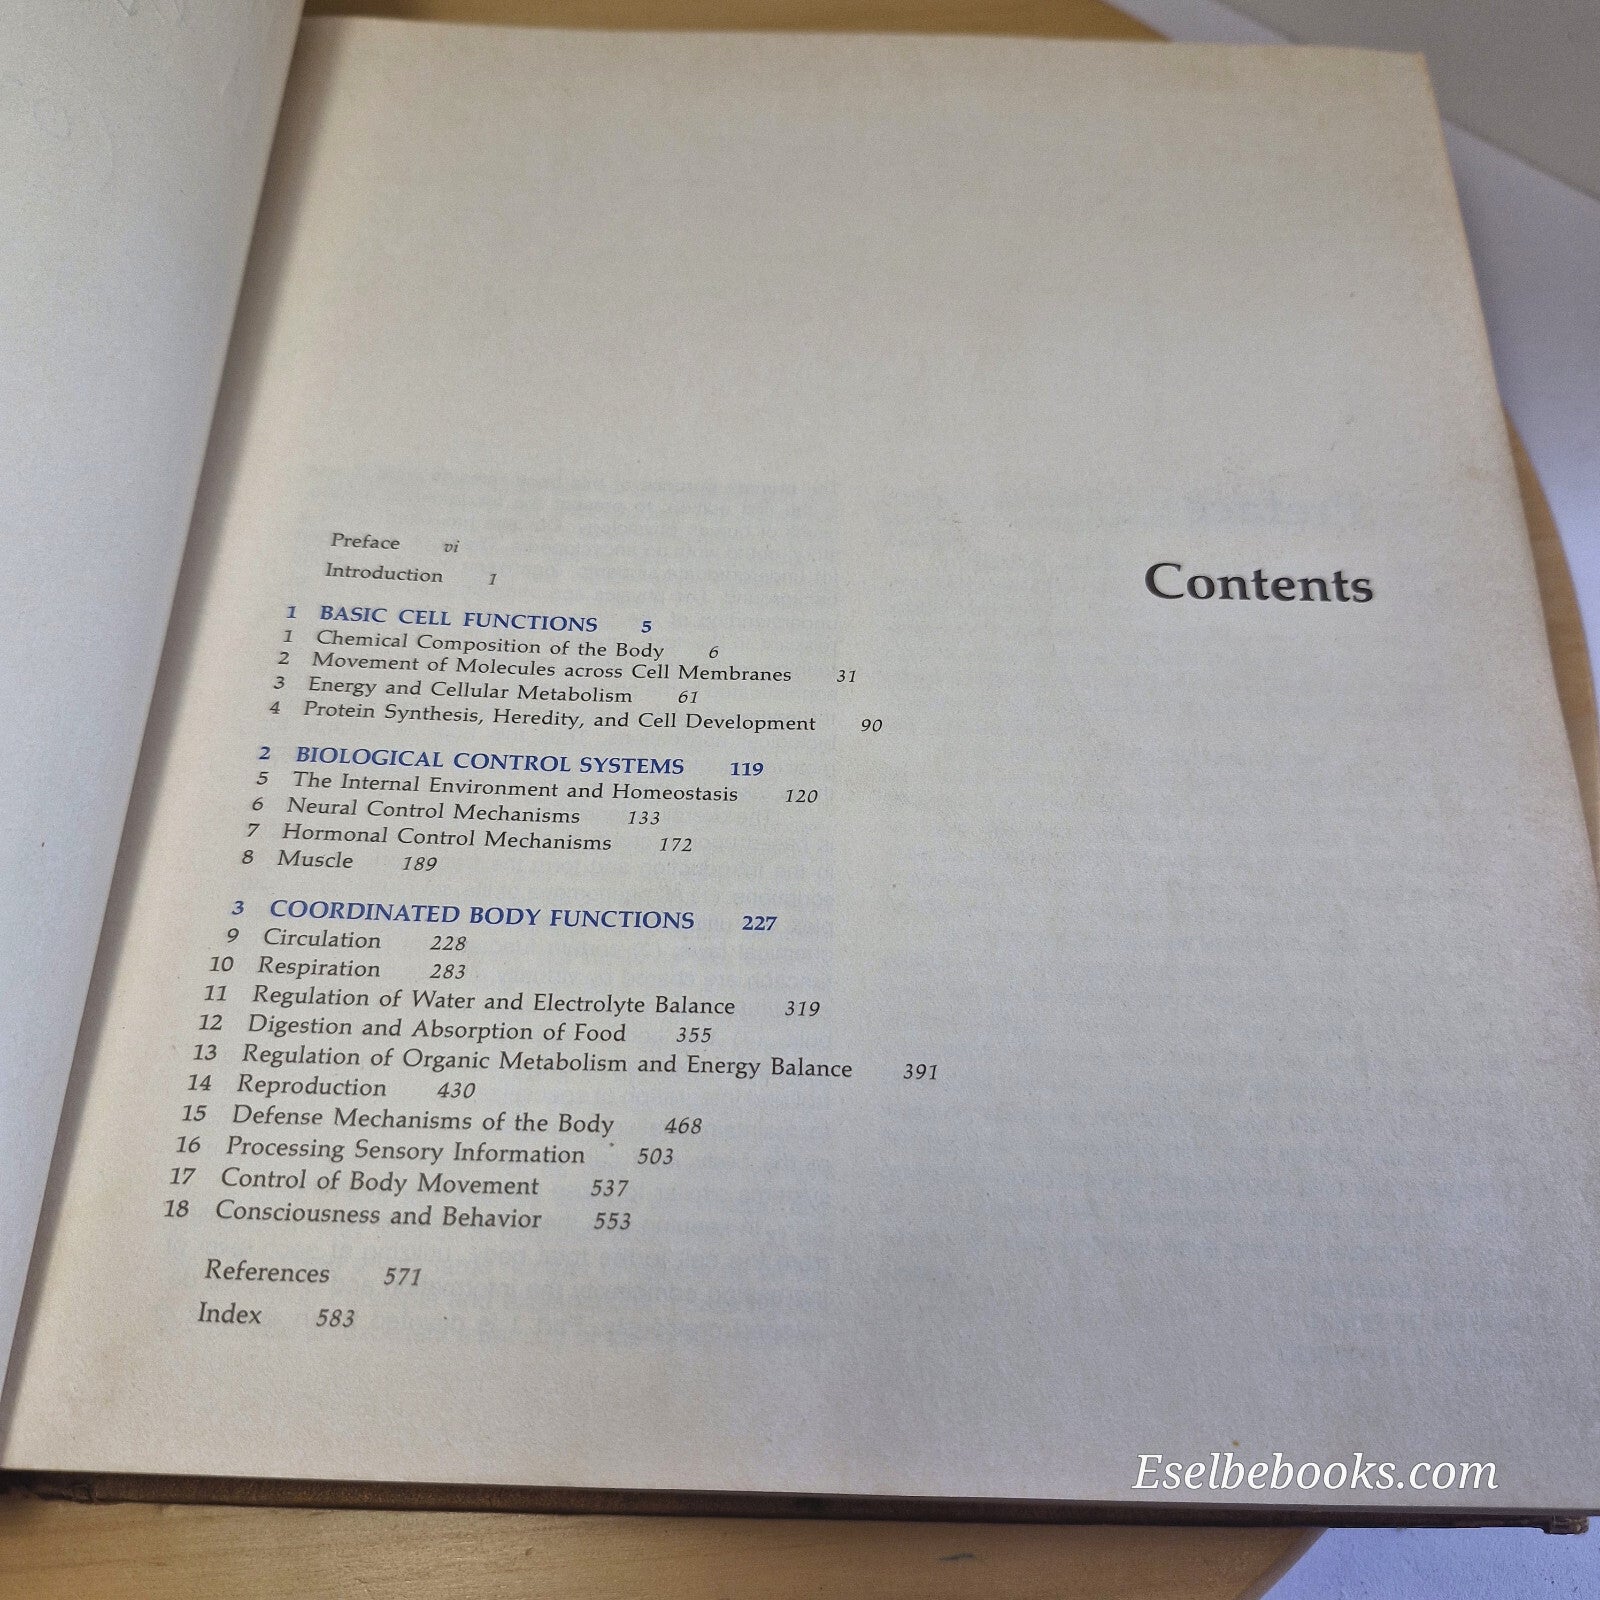 Contents
Preface vi
Introduction 1
1 BASIC CELL FUNCTIONS 5
1 Chemical Composition of the Body 6
2 Movement of Molecules across Cell Membranes 31
3 Energy and Cellular Metabolism 61
4 Protein Synthesis, Heredity, and Cell Development 90
2 BIOLOGICAL CONTROL SYSTEMS 119
5 The Internal Environment and Homeostasis 120
6 Neural Control Mechanisms 133
7 Hormonal Control Mechanisms 172
8 Muscle 189
3 COORDINATED BODY FUNCTIONS 227
9 Circulation 228
10 Respiration 283
11 Regulation of Water and Electrolyte Balance 319
12 Digestion and Absorption of Food 355
13 Regulation of Organic Metabolism and Energy Balance 391
14 Reproduction 430
15 Defense Mechanisms of the Body 468
16 Processing Sensory Information 503
17 Control of Body Movement 537
18 Consciousness and Behavior 553
References 571
Index 583
Eselbebooks.com